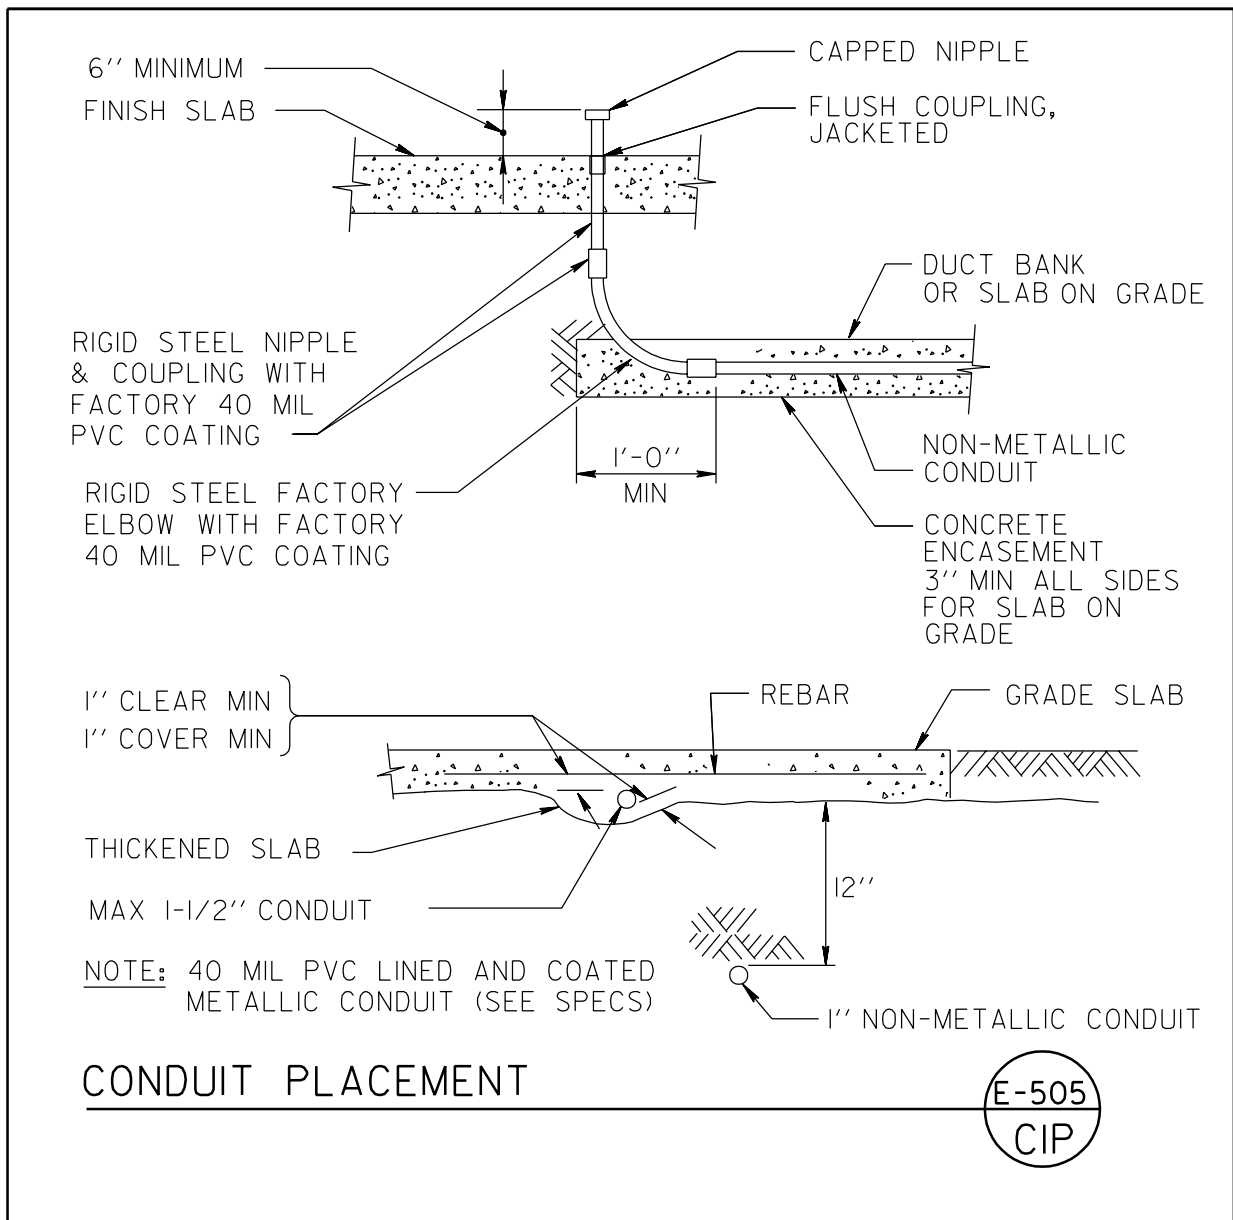 6'' MINIMUM
FINISH SLAB
CAPPED NIPPLE
FLUSH COUPLING,
JACKETED
DUCT BANK
OR SLAB ON GRADE
RIGID STEEL NIPPLE
& COUPLING WITH
FACTORY 40 MIL
PVC COATING
1'-0''
MIN
NON-METALLIC
CONDUIT
RIGID STEEL FACTORY
ELBOW WITH FACTORY
40 MIL PVC COATING
CONCRETE
ENCASEMENT
3'' MIN ALL SIDES
FOR SLAB ON
GRADE
1'' CLEAR MIN
1'' COVER MIN
REBAR
GRADE SLAB
THICKENED SLAB
MAX 1-1/2'' CONDUIT
12''
NOTE: 40 MIL PVC LINED AND COATED
METALLIC CONDUIT (SEE SPECS)
1'' NON-METALLIC CONDUIT
CONDUIT PLACEMENT
E-505
CIP